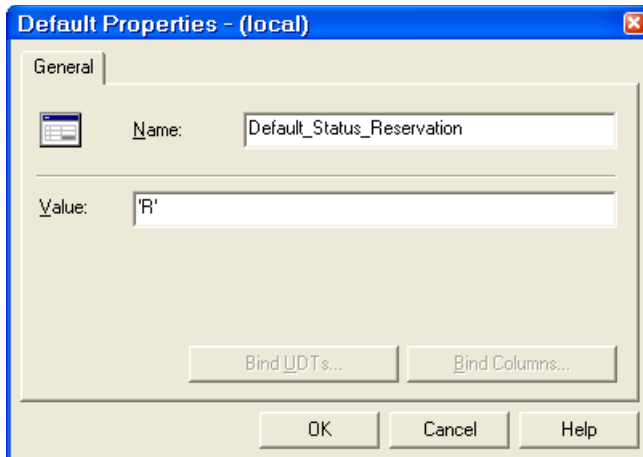 Default Properties - (local)
General
Name:
Default_Status_Reservation
Value:
'R'
Bind UDTs...
Bind Columns...
OK
Cancel
Help